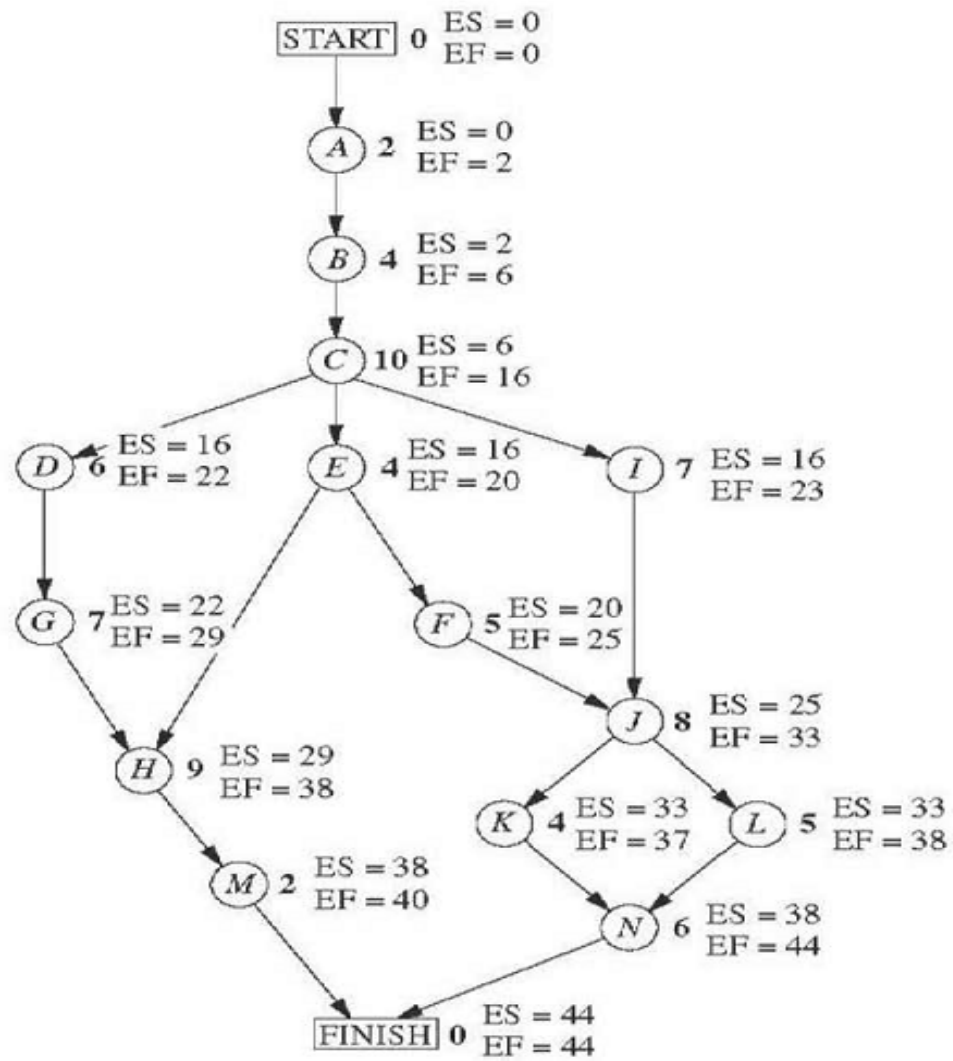 START 0 ES = 0
EF = 0
A 2 ES = 0
EF = 2
B 4 ES = 2
EF = 6
C 10 ES = 6
EF = 16
D 6 ES = 16
EF = 22
E 4 ES = 16
EF = 20
I 7 ES = 16
EF = 23
G 7 ES = 22
EF = 29
F 5 ES = 20
EF = 25
J 8 ES = 25
EF = 33
H 9 ES = 29
EF = 38
K 4 ES = 33
EF = 37
L 5 ES = 33
EF = 38
M 2 ES = 38
EF = 40
N 6 ES = 38
EF = 44
FINISH 0 ES = 44
EF = 44